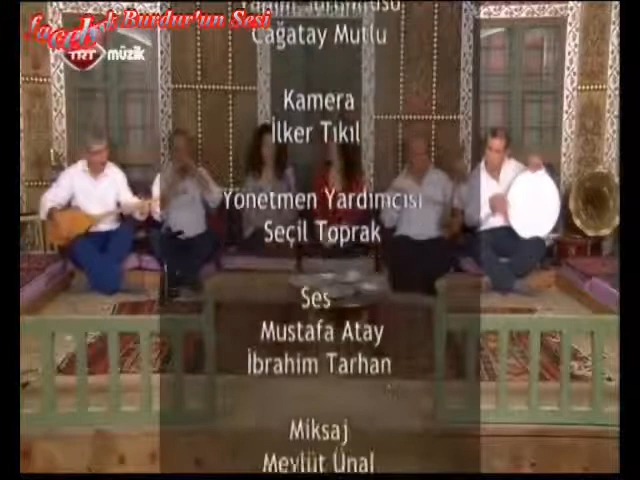 Burdur'un Sesi
TRT müzik
Çağatay Mutlu
Kamera
İlker Tıkıl
Yönetmen Yardımcısı
Seçil Toprak
Ses
Mustafa Atay
İbrahim Tarhan
Miksaj
Mevlüt Ünal